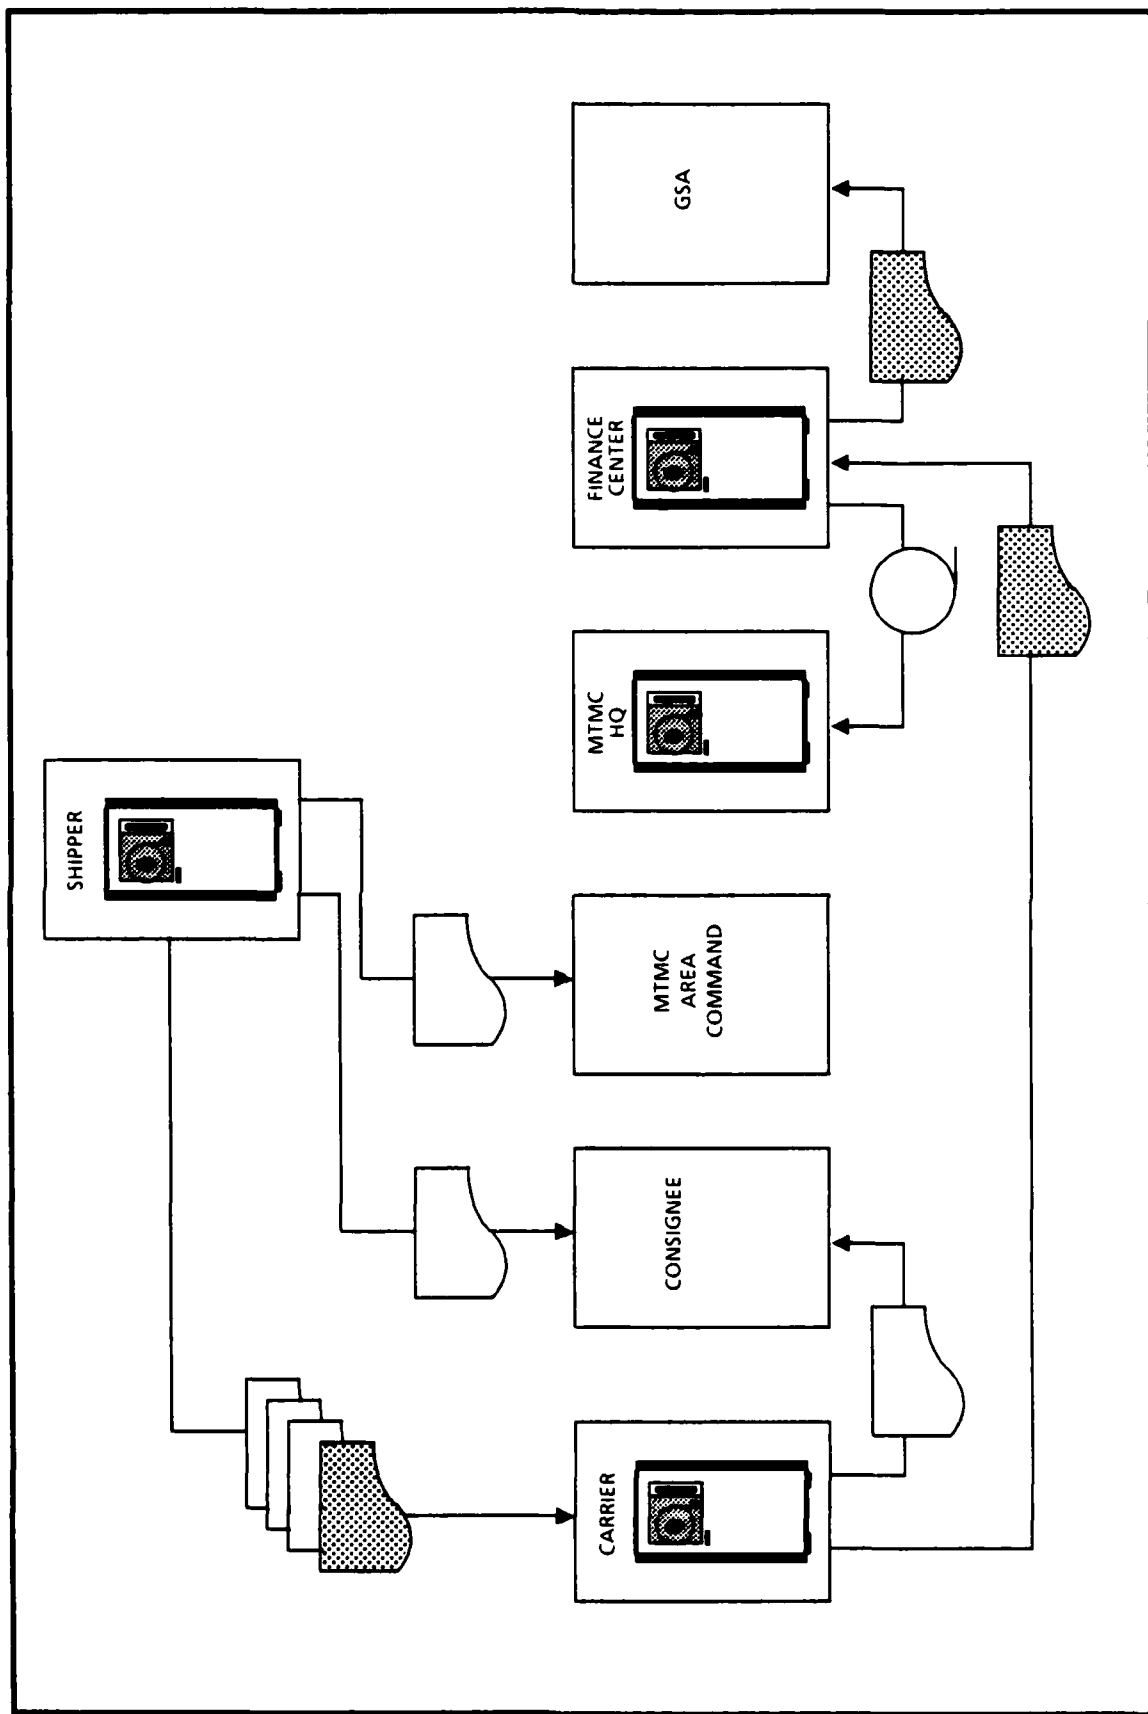 SHIPPER
CARRIER
CONSIGNEE
MTMC
AREA
COMMAND
MTMC
HQ
FINANCE
CENTER
GSA